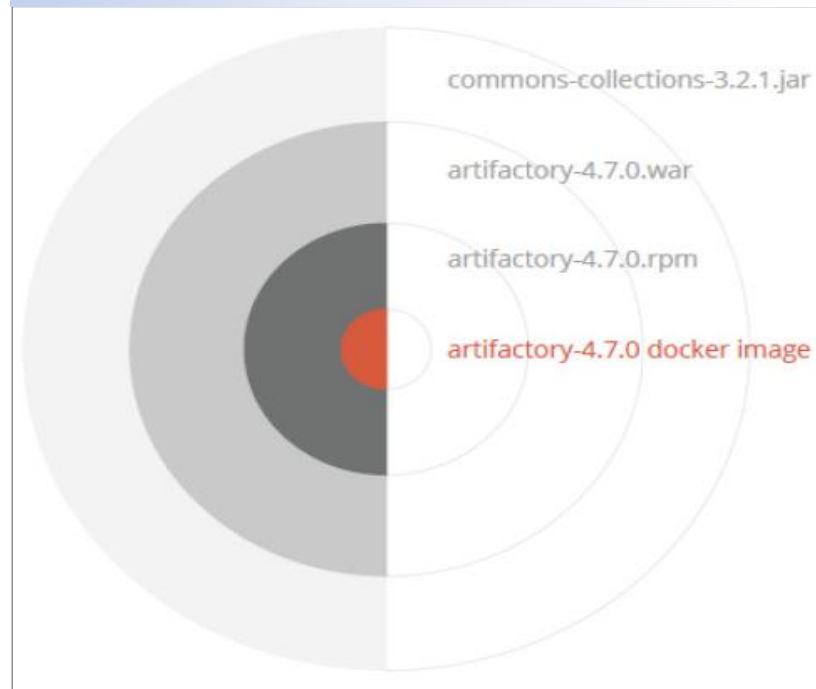 commons-collections-3.2.1.jar
artifactory-4.7.0.war
artifactory-4.7.0.rpm
artifactory-4.7.0 docker image